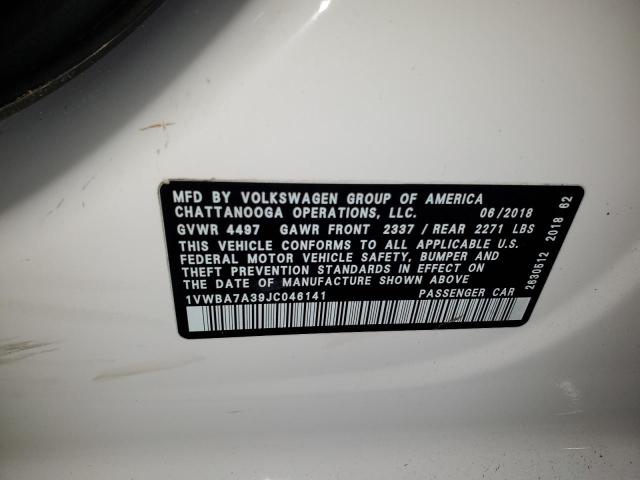 MFD BY VOLKSWAGEN GROUP OF AMERICA
CHATTANOOGA OPERATIONS, LLC. 06/2018
GVWR 4497 GAWR FRONT 2337 / REAR 2271 LBS
THIS VEHICLE CONFORMS TO ALL APPLICABLE U.S.
FEDERAL MOTOR VEHICLE SAFETY, BUMPER AND
THEFT PREVENTION STANDARDS IN EFFECT ON
THE DATE OF MANUFACTURE SHOWN ABOVE
1VWBA7A39JC046141 PASSENGER CAR
2630512 2018 62